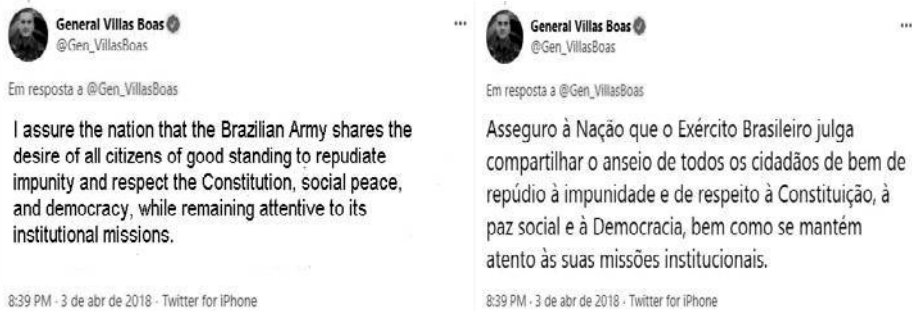 General Villas Boas
@Gen_VillasBoas
Em resposta a @Gen_VillasBoas
I assure the nation that the Brazilian Army shares the
desire of all citizens of good standing to repudiate
impunity and respect the Constitution, social peace,
and democracy, while remaining attentive to its
institutional missions.
8:39 PM · 3 de abr de 2018 · Twitter for iPhone
General Villas Boas
@Gen_VillasBoas
Em resposta a @Gen_VillasBoas
Asseguro à Nação que o Exército Brasileiro julga
compartilhar o anseio de todos os cidadãos de bem de
repúdio à impunidade e de respeito à Constituição, à
paz social e à Democracia, bem como se mantém
atento às suas missões institucionais.
8:39 PM · 3 de abr de 2018 · Twitter for iPhone